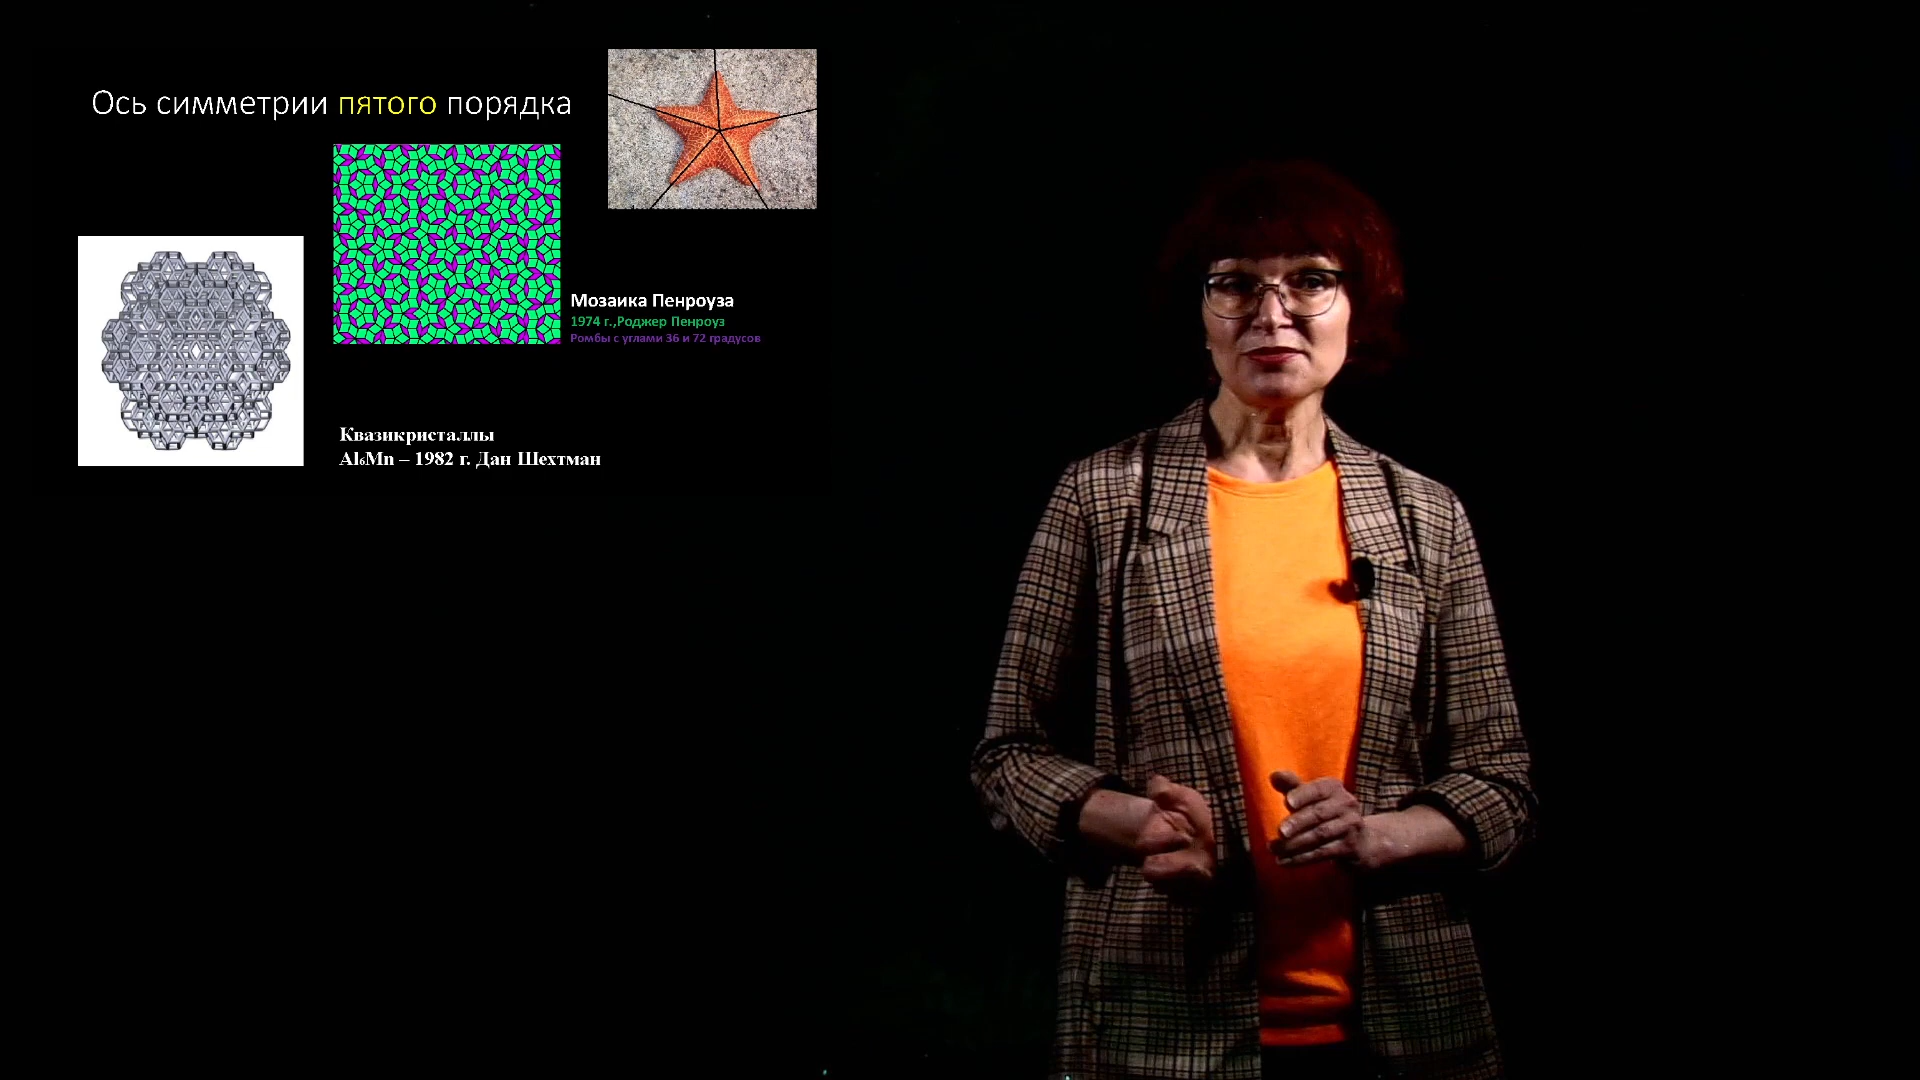 Ось симметрии пятого порядка
Мозаика Пенроуза
1974 г.,Роджер Пенроуз
Ромбы с углами 36 и 72 градусов
Квазикристаллы
Al₆Mn – 1982 г. Дан Шехтман